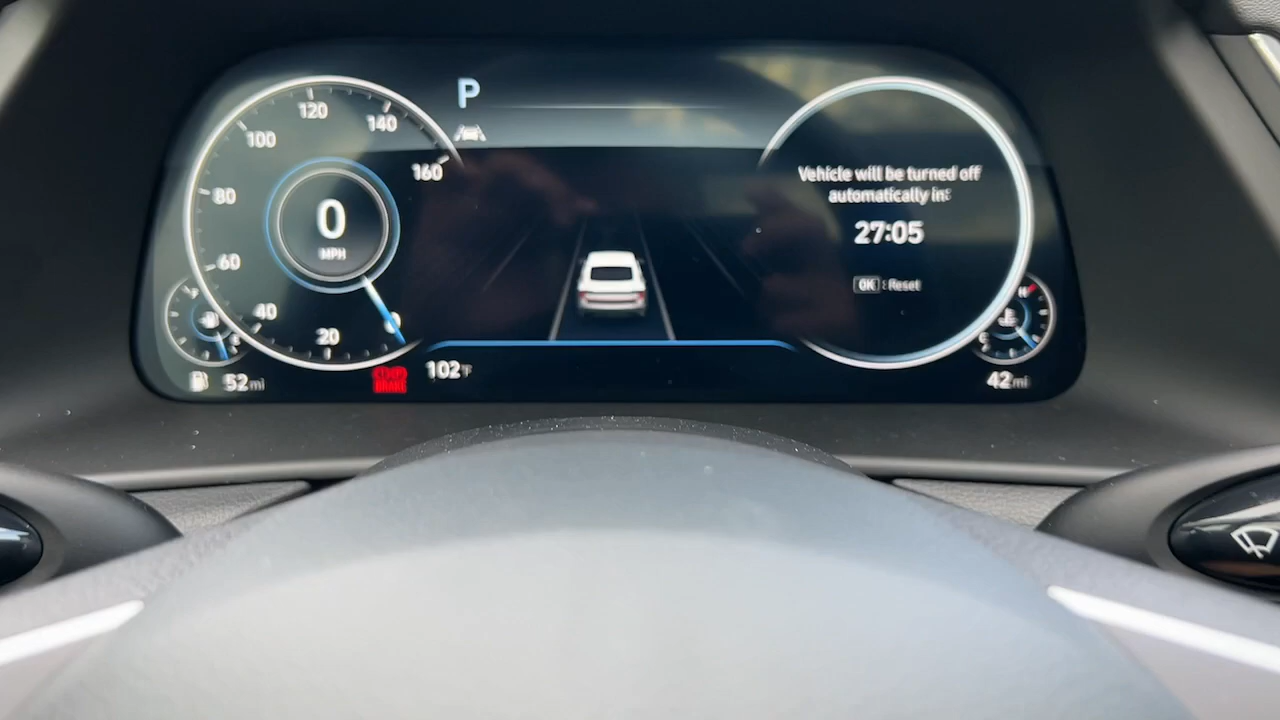 P
120
140
100
160
80
0
MPH
60
40
20
Vehicle will be turned off
automatically in:
27:05
OK : Reset
H
C
52mi
BRAKE
102°F
42mi